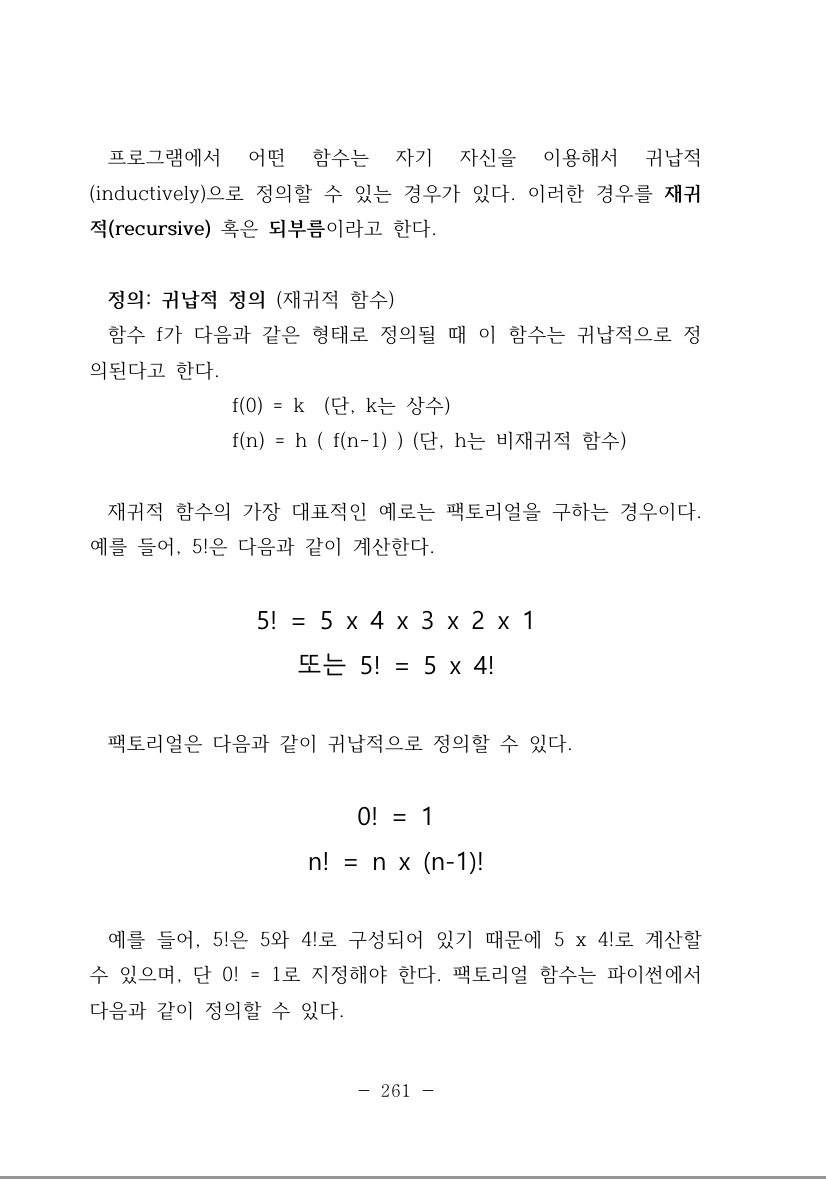 프로그램에서 어떤 함수는 자기 자신을 이용해서 귀납적
(inductively)으로 정의할 수 있는 경우가 있다. 이러한 경우를 재귀
적(recursive) 혹은 되부름이라고 한다.
정의: 귀납적 정의 (재귀적 함수)
함수 f가 다음과 같은 형태로 정의될 때 이 함수는 귀납적으로 정
의된다고 한다.
f(0) = k (단, k는 상수)
f(n) = h ( f(n-1) ) (단, h는 비재귀적 함수)
재귀적 함수의 가장 대표적인 예로는 팩토리얼을 구하는 경우이다.
예를 들어, 5!은 다음과 같이 계산한다.
5! = 5 x 4 x 3 x 2 x 1
또는 5! = 5 x 4!
팩토리얼은 다음과 같이 귀납적으로 정의할 수 있다.
0! = 1
n! = n x (n-1)!
예를 들어, 5!은 5와 4!로 구성되어 있기 때문에 5 x 4!로 계산할
수 있으며, 단 0! = 1로 지정해야 한다. 팩토리얼 함수는 파이썬에서
다음과 같이 정의할 수 있다.
- 261 -